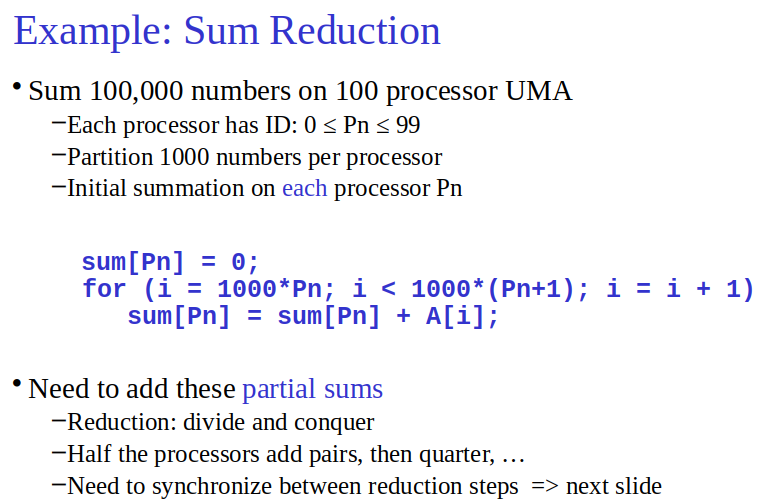 Example: Sum Reduction
• Sum 100,000 numbers on 100 processor UMA
–Each processor has ID: 0 ≤ Pn ≤ 99
–Partition 1000 numbers per processor
–Initial summation on each processor Pn
sum[Pn] = 0;
for (i = 1000*Pn; i < 1000*(Pn+1); i = i + 1)
sum[Pn] = sum[Pn] + A[i];
• Need to add these partial sums
–Reduction: divide and conquer
–Half the processors add pairs, then quarter, …
–Need to synchronize between reduction steps => next slide